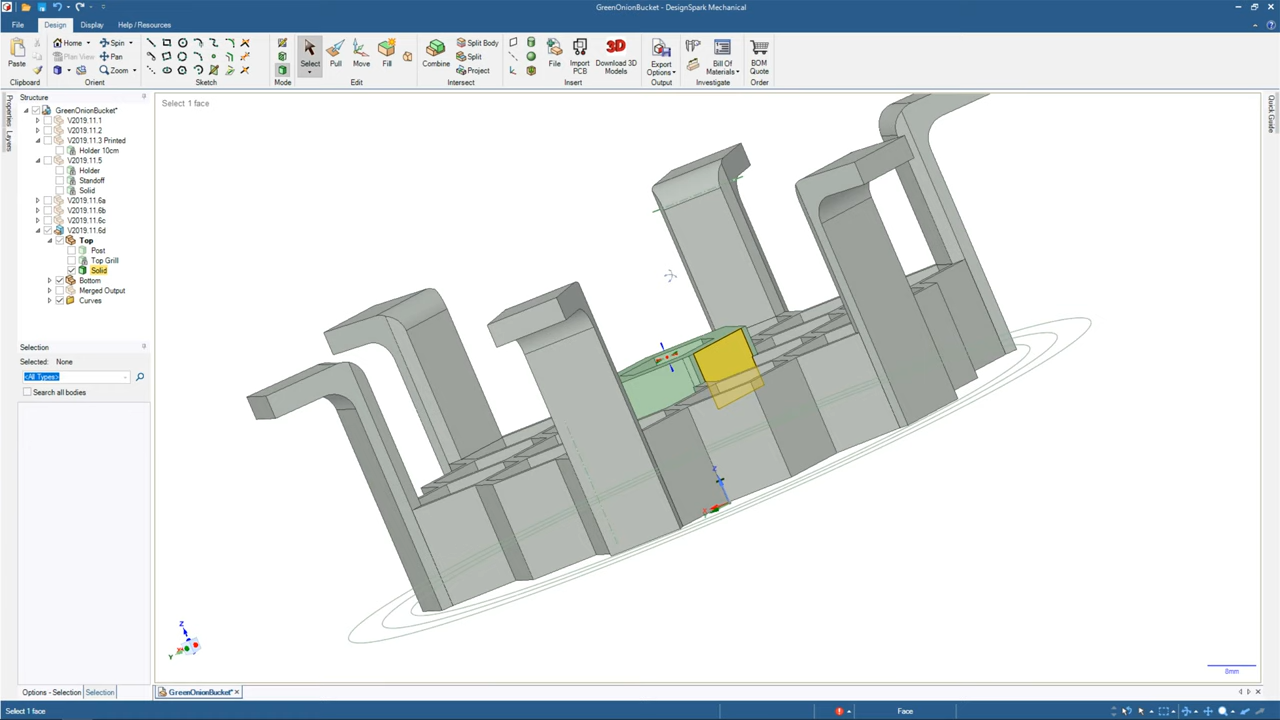 GreenOnionBucket - DesignSpark Mechanical
File Design Display Help / Resources
Paste
Home
Plan View
Spin
Pan
Zoom
Select
Pull
Move
Fill
Combine
Split Body
Split
Project
File
Import PCB
Download 3D Models
Export Options
Bill Of Materials
BOM Quote
Clipboard Orient Sketch Mode Edit Intersect Insert Output Investigate Order
Properties
Layers
Structure
GreenOnionBucket*
V2019.11.1
V2019.11.2
V2019.11.3 Printed
Holder 10cm
V2019.11.5
Holder
Standoff
Solid
V2019.11.6a
V2019.11.6b
V2019.11.6c
V2019.11.6d
Top
Post
Top Grill
Solid
Bottom
Merged Output
Curves
Selection
Selected: None
<All Types>
Search all bodies
Options - Selection Selection
Select 1 face
Quick Guide
Z
X
Z
X
Y
8mm
GreenOnionBucket*
Select 1 face
Face